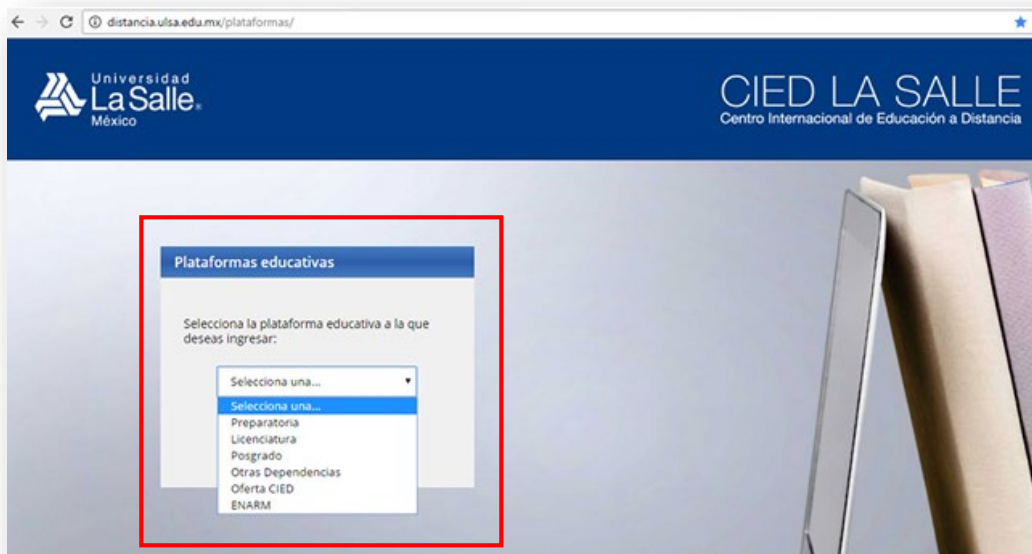 distancia.ulsa.edu.mx/plataformas/
Universidad
La Salle®
México
CIED LA SALLE
Centro Internacional de Educación a Distancia
Plataformas educativas
Selecciona la plataforma educativa a la que
deseas ingresar:
Selecciona una...
Selecciona una...
Preparatoria
Licenciatura
Posgrado
Otras Dependencias
Oferta CIED
ENARM